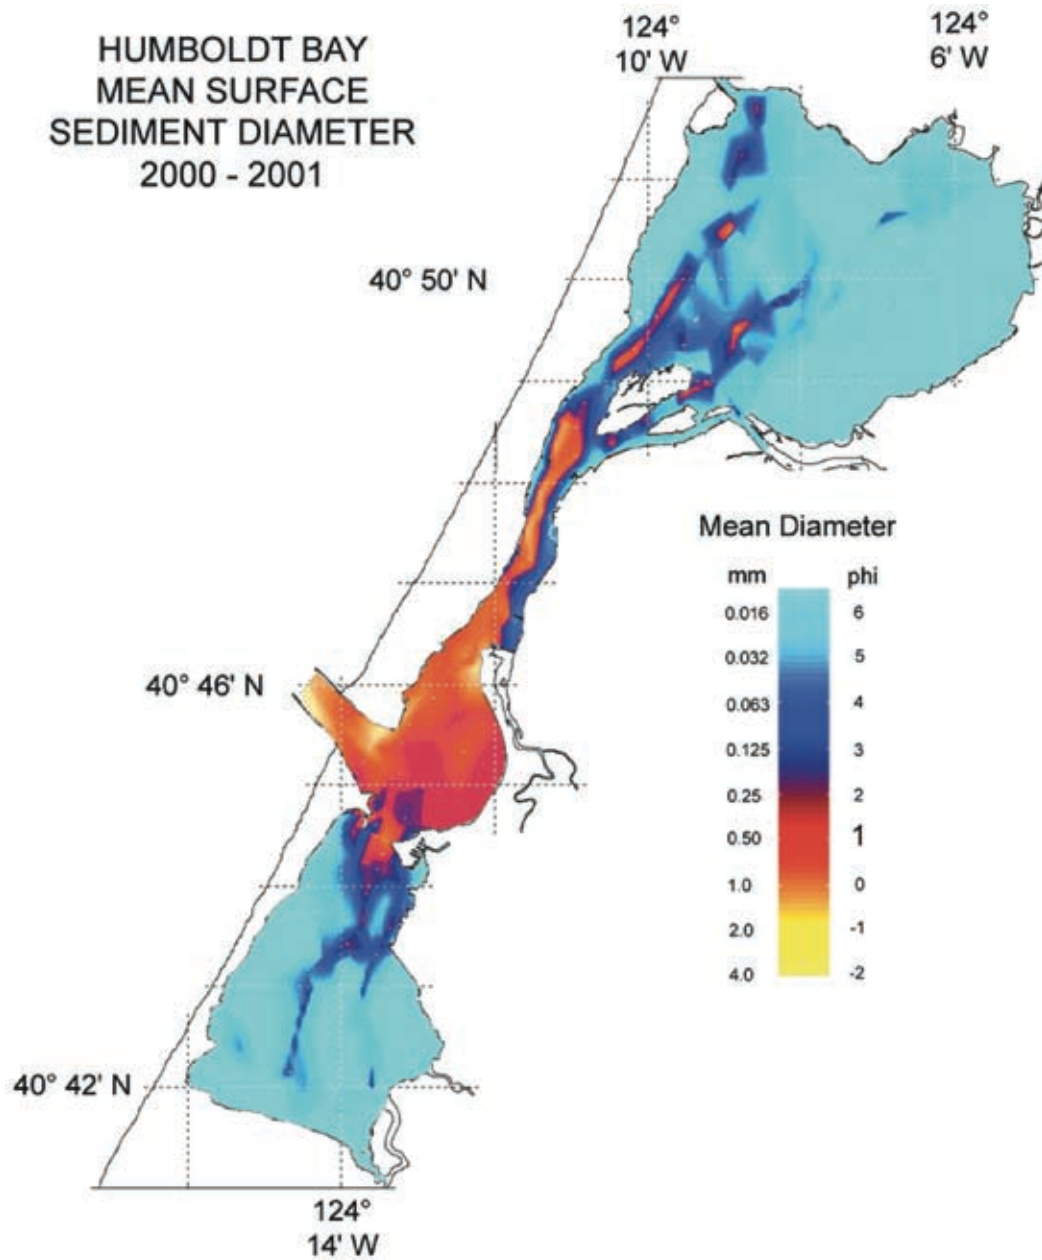 HUMBOLDT BAY
MEAN SURFACE
SEDIMENT DIAMETER
2000 - 2001
124°
10' W
124°
6' W
40° 50' N
40° 46' N
40° 42' N
124°
14' W
Mean Diameter
mm phi
0.016 6
0.032 5
0.063 4
0.125 3
0.25 2
0.50 1
1.0 0
2.0 -1
4.0 -2